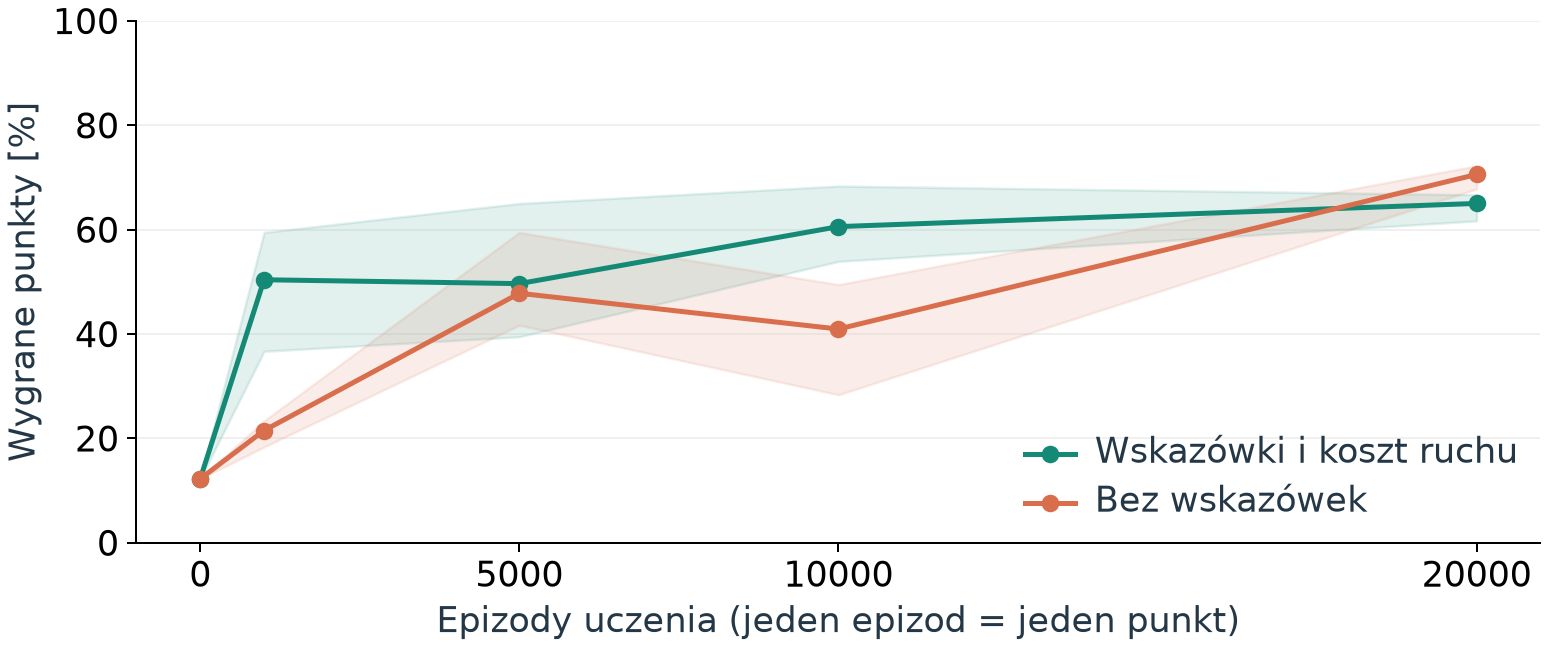 100
80
60
40
20
0
Wygrane punkty [%]
Wskazówki i koszt ruchu
Bez wskazówek
0 5000 10000 20000
Epizody uczenia (jeden epizod = jeden punkt)